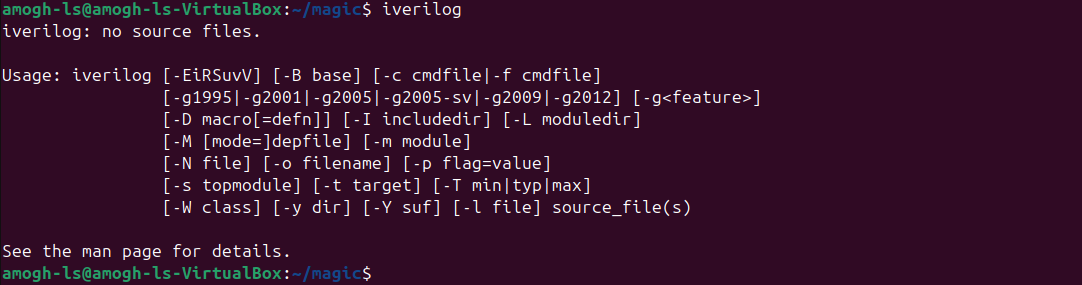 amogh-ls@amogh-ls-VirtualBox:~/magic$ iverilog
iverilog: no source files.

Usage: iverilog [-EiRSuvV] [-B base] [-c cmdfile|-f cmdfile]
                [-g1995|-g2001|-g2005|-g2005-sv|-g2009|-g2012] [-g<feature>]
                [-D macro[=defn]] [-I includedir] [-L moduledir]
                [-M [mode=]depfile] [-m module]
                [-N file] [-o filename] [-p flag=value]
                [-s topmodule] [-t target] [-T min|typ|max]
                [-W class] [-y dir] [-Y suf] [-l file] source_file(s)

See the man page for details.
amogh-ls@amogh-ls-VirtualBox:~/magic$